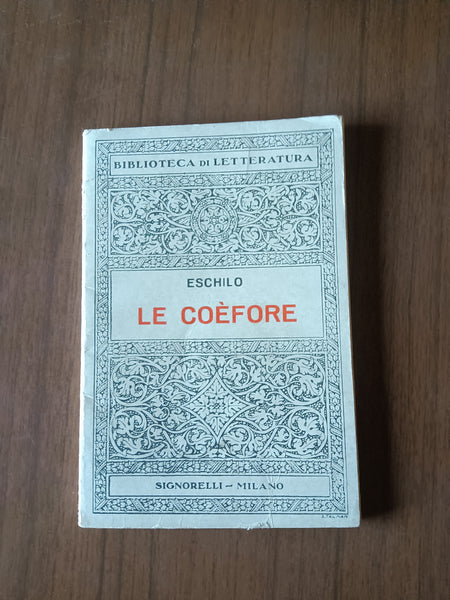 BIBLIOTECA DI LETTERATURA
ESCHILO
LE COÈFORE
SIGNORELLI – MILANO